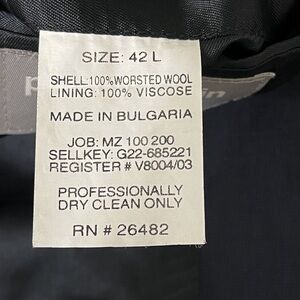 SIZE: 42 L
SHELL:100%WORSTED WOOL
LINING: 100% VISCOSE
MADE IN BULGARIA
JOB: MZ 100 200
SELLKEY: G22-685221
REGISTER # V8004/03
PROFESSIONALLY
DRY CLEAN ONLY
RN # 26482